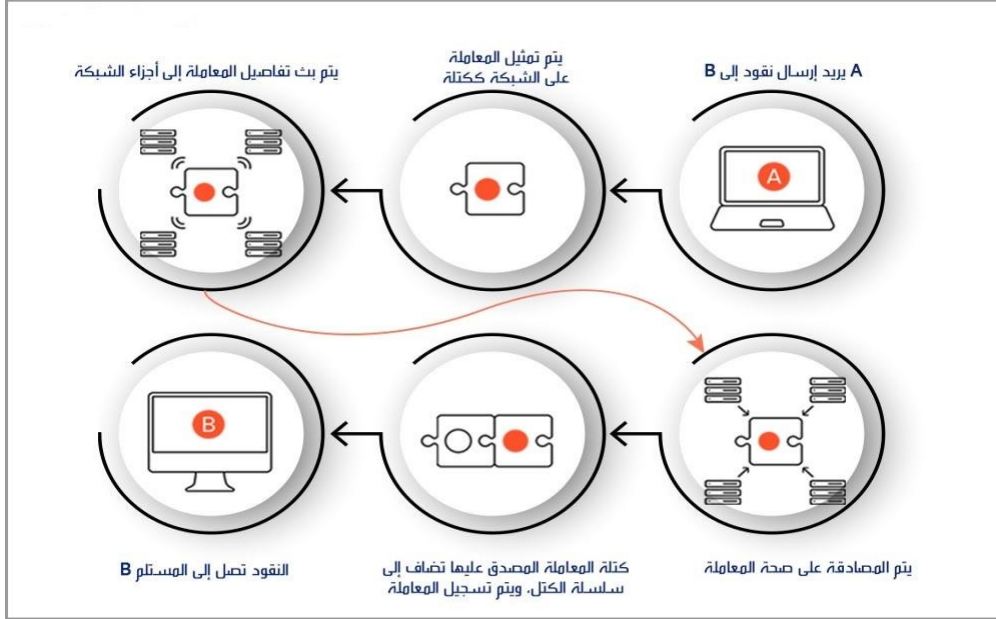 A يريد إرسال نقود إلى B
يتم تمثيل المعاملة
على الشبكة ككتلة
يتم بث تفاصيل المعاملة إلى أجزاء الشبكة
A
B
يتم المصادقة على صحة المعاملة
كتلة المعاملة المصدق عليها تضاف إلى
سلسلة الكتل، ويتم تسجيل المعاملة
النقود تصل إلى المستلم B